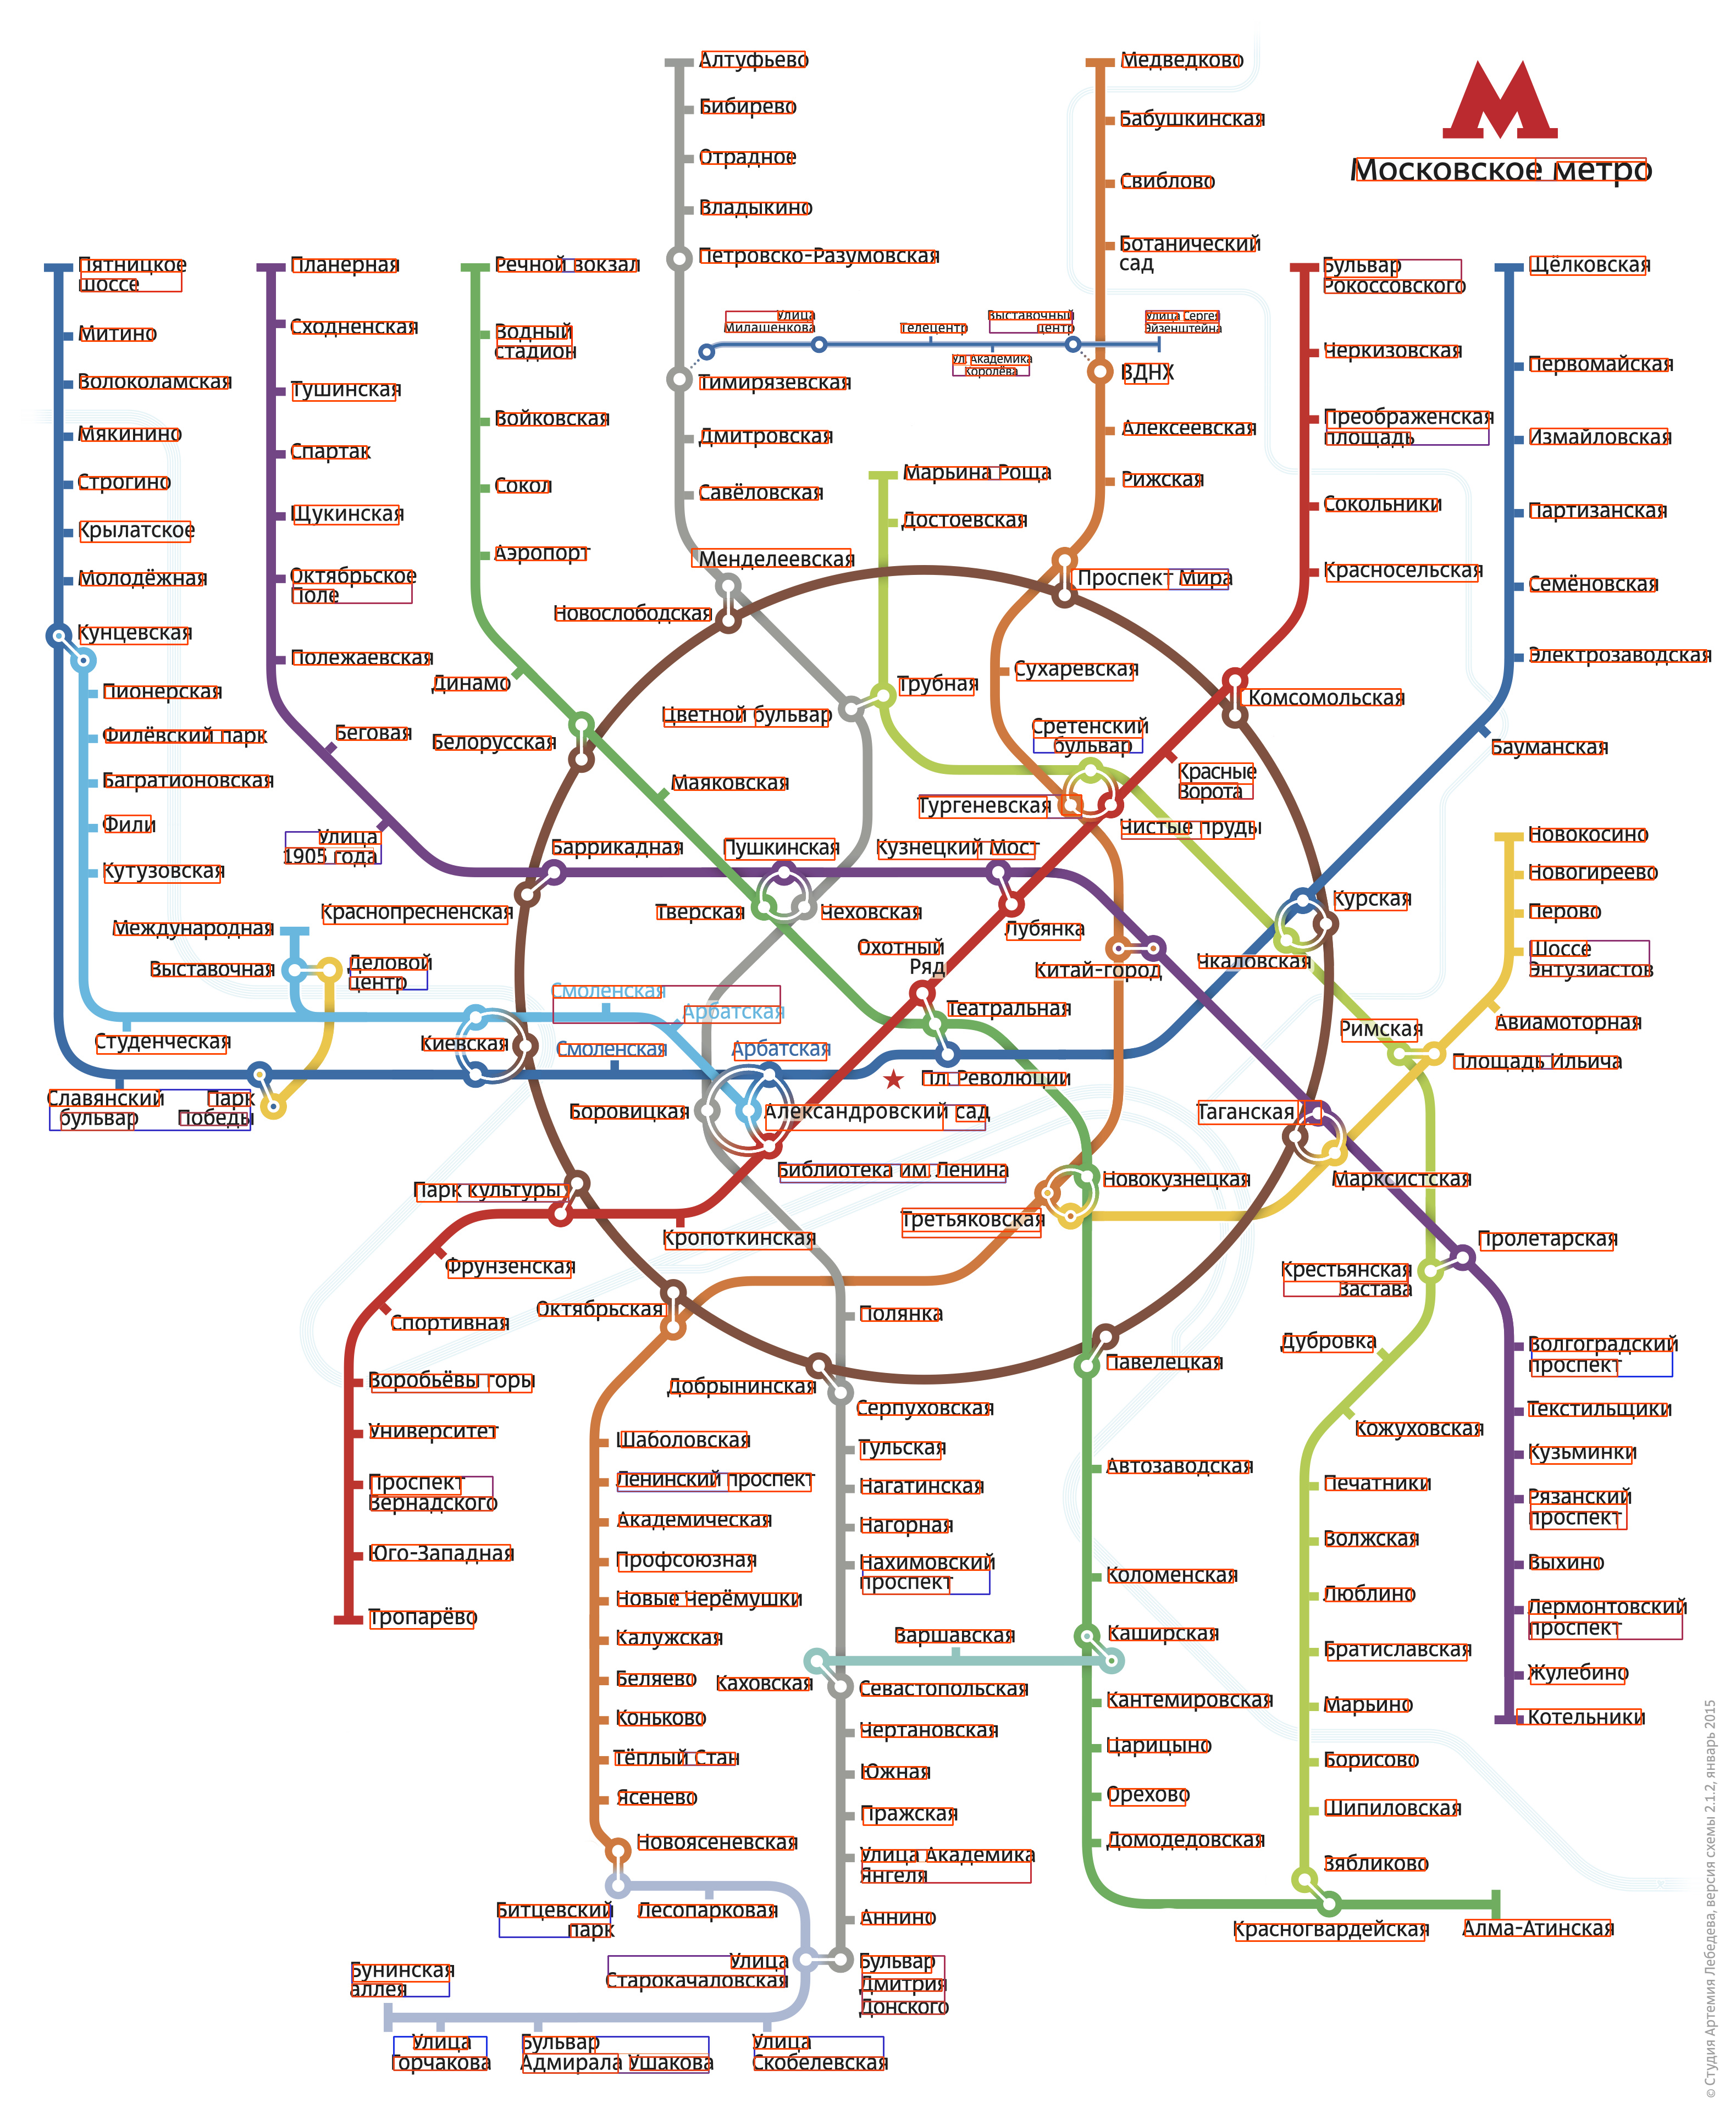 Московское метро
Алтуфьево
Бибирево
Отрадное
Владыкино
Петровско-Разумовская
Тимирязевская
Дмитровская
Савёловская
Менделеевская
Новослободская
Медведково
Бабушкинская
Свиблово
Ботанический
сад
ВДНХ
Алексеевская
Рижская
Проспект Мира
Сухаревская
Улица
Милашенкова
Телецентр
Ул. Академика
Королёва
Выставочный
центр
Улица Сергея
Эйзенштейна
Пятницкое
шоссе
Митино
Волоколамская
Мякинино
Строгино
Крылатское
Молодёжная
Кунцевская
Пионерская
Филёвский парк
Багратионовская
Фили
Кутузовская
Международная
Выставочная
Деловой
центр
Студенческая
Славянский
бульвар
Парк
Победы
Планерная
Сходненская
Тушинская
Спартак
Щукинская
Октябрьское
Поле
Полежаевская
Беговая
Улица
1905 года
Баррикадная
Краснопресненская
Речной вокзал
Водный
стадион
Войковская
Сокол
Аэропорт
Динамо
Белорусская
Маяковская
Пушкинская
Тверская
Чеховская
Цветной бульвар
Марьина Роща
Достоевская
Трубная
Сретенский
бульвар
Тургеневская
Чистые пруды
Красные
Ворота
Комсомольская
Бульвар
Рокоссовского
Черкизовская
Преображенская
площадь
Сокольники
Красносельская
Щёлковская
Первомайская
Измайловская
Партизанская
Семёновская
Электрозаводская
Бауманская
Курская
Чкаловская
Кузнецкий Мост
Лубянка
Китай-город
Охотный
Ряд
Театральная
Пл. Революции
Смоленская
Арбатская
Смоленская
Арбатская
Киевская
Боровицкая
Александровский сад
Библиотека им. Ленина
Новокосино
Новогиреево
Перово
Шоссе
Энтузиастов
Авиамоторная
Римская
Площадь Ильича
Таганская
Марксистская
Новокузнецкая
Третьяковская
Пролетарская
Крестьянская
Застава
Дубровка
Кожуховская
Парк культуры
Кропоткинская
Фрунзенская
Спортивная
Воробьёвы горы
Университет
Проспект
Вернадского
Юго-Западная
Тропарёво
Октябрьская
Добрынинская
Полянка
Серпуховская
Павелецкая
Шаболовская
Ленинский проспект
Академическая
Профсоюзная
Новые Черёмушки
Калужская
Беляево
Коньково
Тёплый Стан
Ясенево
Новоясеневская
Битцевский
парк
Лесопарковая
Улица
Старокачаловская
Бунинская
аллея
Улица
Горчакова
Бульвар
Адмирала Ушакова
Улица
Скобелевская
Тульская
Нагатинская
Нагорная
Нахимовский
проспект
Варшавская
Каховская
Севастопольская
Чертановская
Южная
Пражская
Улица Академика
Янгеля
Аннино
Бульвар
Дмитрия
Донского
Автозаводская
Коломенская
Каширская
Кантемировская
Царицыно
Орехово
Домодедовская
Красногвардейская
Алма-Атинская
Печатники
Волжская
Люблино
Братиславская
Марьино
Борисово
Шипиловская
Зябликово
Волгоградский
проспект
Текстильщики
Кузьминки
Рязанский
проспект
Выхино
Лермонтовский
проспект
Жулебино
Котельники
© Студия Артемия Лебедева, версия схемы 2.1.2, январь 2015